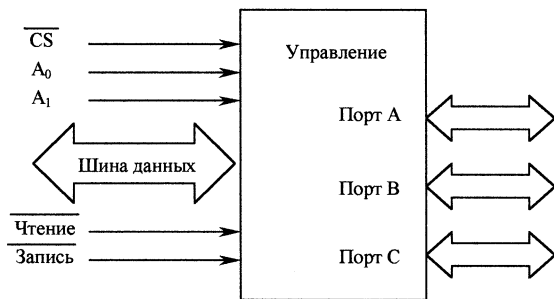 CS
A₀
A₁
Шина данных
Чтение
Запись
Управление
Порт A
Порт B
Порт C